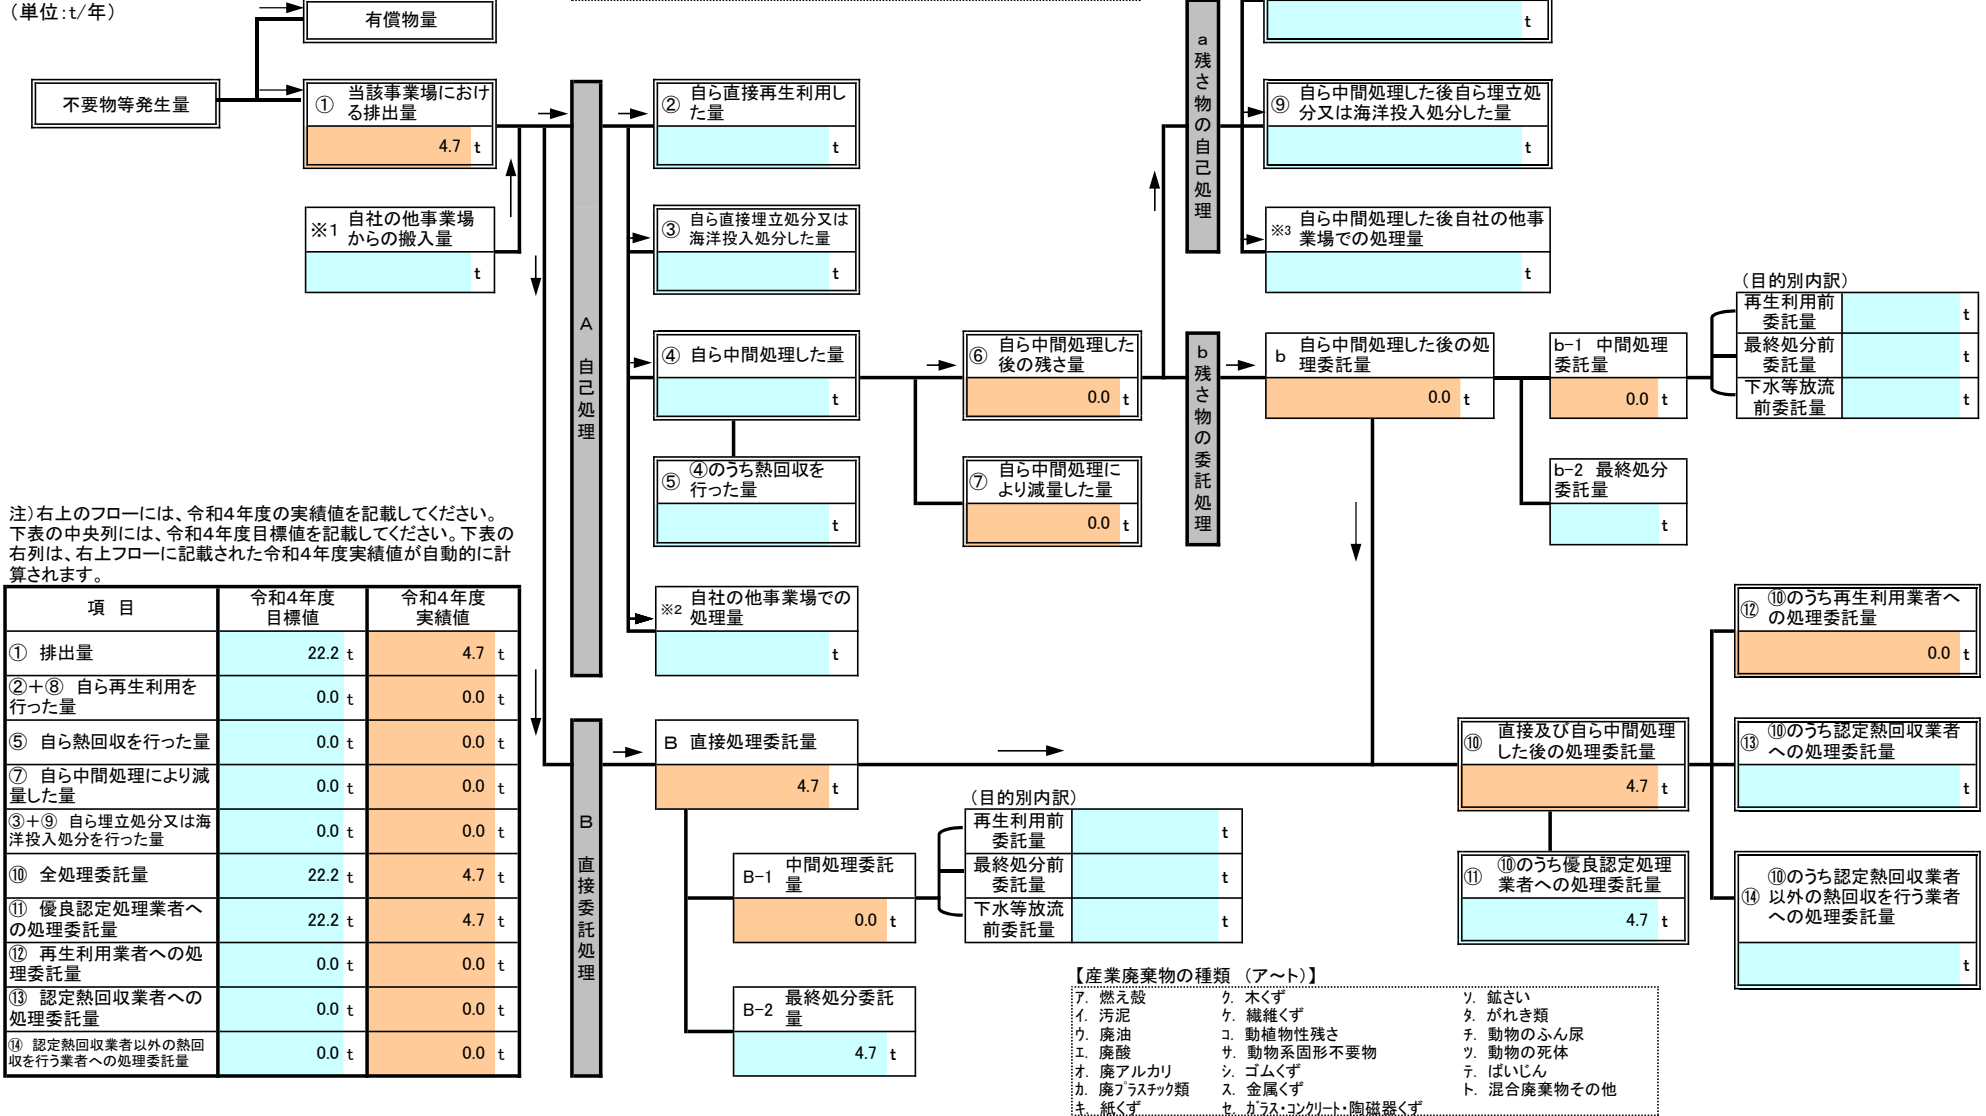 （単位：t/年）
有償物量
不要物等発生量
① 当該事業場におけ
る排出量
4.7 t
※1 自社の他事業場
からの搬入量
t
A 自己処理
② 自ら直接再生利用し
た量
t
③ 自ら直接埋立処分又は
海洋投入処分した量
t
④ 自ら中間処理した量
t
⑤ ④のうち熱回収を
行った量
t
※2 自社の他事業場での
処理量
t
⑥ 自ら中間処理した
後の残さ量
0.0 t
⑦ 自ら中間処理に
より減量した量
0.0 t
a 残さ物の自己処理
t
⑨ 自ら中間処理した後自ら埋立処
分又は海洋投入処分した量
t
※3 自ら中間処理した後自社の他事
業場での処理量
t
b 残さ物の委託処理
b 自ら中間処理した後の処
理委託量
0.0 t
b-1 中間処理
委託量
0.0 t
b-2 最終処分
委託量
t
（目的別内訳）
再生利用前
委託量
t
最終処分前
委託量
t
下水等放流
前委託量
t
注）右上のフローには、令和４年度の実績値を記載してください。
下表の中央列には、令和４年度目標値を記載してください。下表の
右列は、右上フローに記載された令和４年度実績値が自動的に計
算されます。
項 目 令和４年度 令和４年度
目標値 実績値
① 排出量 22.2 t 4.7 t
②＋⑧ 自ら再生利用を
行った量 0.0 t 0.0 t
⑤ 自ら熱回収を行った量 0.0 t 0.0 t
⑦ 自ら中間処理により減
量した量 0.0 t 0.0 t
③＋⑨ 自ら埋立処分又は海
洋投入処分を行った量 0.0 t 0.0 t
⑩ 全処理委託量 22.2 t 4.7 t
⑪ 優良認定処理業者へ
の処理委託量 22.2 t 4.7 t
⑫ 再生利用業者への処
理委託量 0.0 t 0.0 t
⑬ 認定熱回収業者への
処理委託量 0.0 t 0.0 t
⑭ 認定熱回収業者以外の熱回
収を行う業者への処理委託量 0.0 t 0.0 t
B 直接委託処理
B 直接処理委託量
4.7 t
B-1 中間処理委託
量
0.0 t
B-2 最終処分委託
量
4.7 t
（目的別内訳）
再生利用前
委託量
t
最終処分前
委託量
t
下水等放流
前委託量
t
⑩ 直接及び自ら中間処理
した後の処理委託量
4.7 t
⑪ ⑩のうち優良認定処理
業者への処理委託量
4.7 t
⑫ ⑩のうち再生利用業者へ
の処理委託量
0.0 t
⑬ ⑩のうち認定熱回収業者
への処理委託量
t
⑭ ⑩のうち認定熱回収業者
以外の熱回収を行う業者
への処理委託量
t
【産業廃棄物の種類 （ア～ト）】
ア. 燃え殻 ク. 木くず ソ. 鉱さい
イ. 汚泥 ケ. 繊維くず タ. がれき類
ウ. 廃油 コ. 動植物性残さ チ. 動物のふん尿
エ. 廃酸 サ. 動物系固形不要物 ツ. 動物の死体
オ. 廃アルカリ シ. ゴムくず テ. ばいじん
カ. 廃プラスチック類 ス. 金属くず ト. 混合廃棄物その他
キ. 紙くず セ. ガラス・コンクリート・陶磁器くず